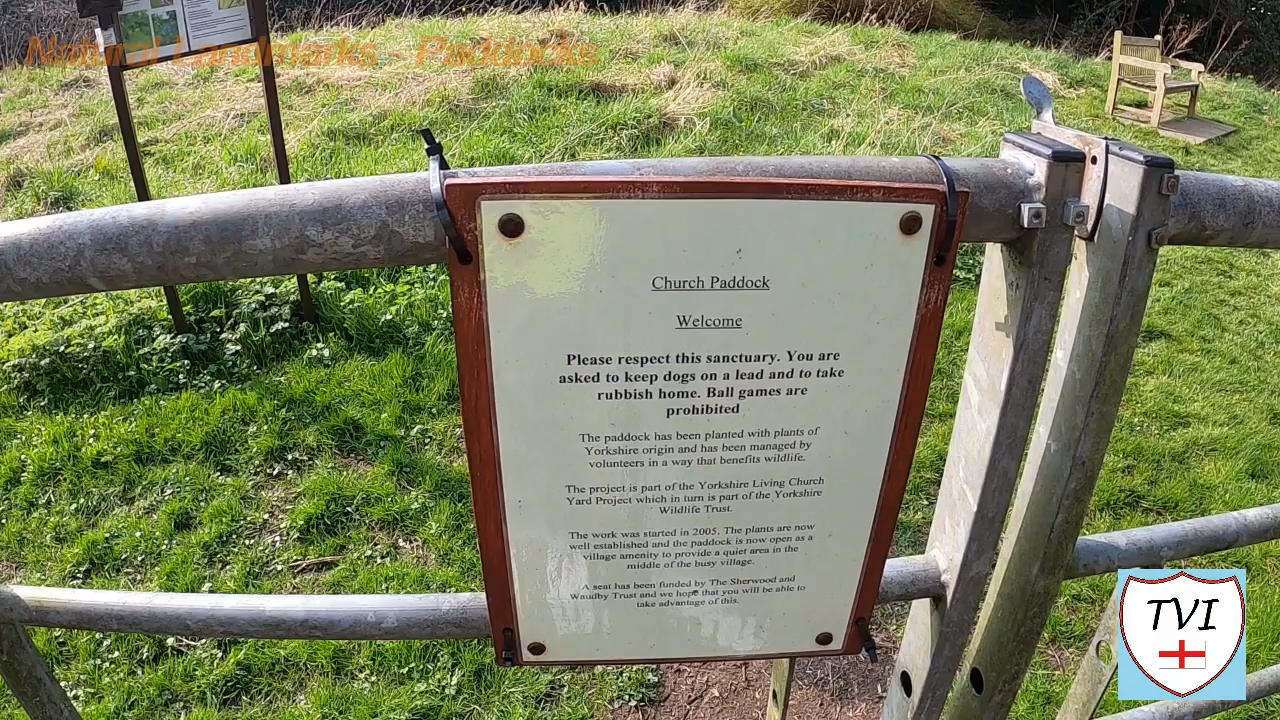 Natural Landmarks - Paddocks
Church Paddock
Welcome
Please respect this sanctuary. You are
asked to keep dogs on a lead and to take
rubbish home. Ball games are
prohibited
The paddock has been planted with plants of
Yorkshire origin and has been managed by
volunteers in a way that benefits wildlife.
The project is part of the Yorkshire Living Church
Yard Project which in turn is part of the Yorkshire
Wildlife Trust.
The work was started in 2005. The plants are now
well established and the paddock is now open as a
village amenity to provide a quiet area in the
middle of the busy village.
A seat has been funded by The Sherwood and
Waudby Trust and we hope that you will be able to
take advantage of this.
TVI